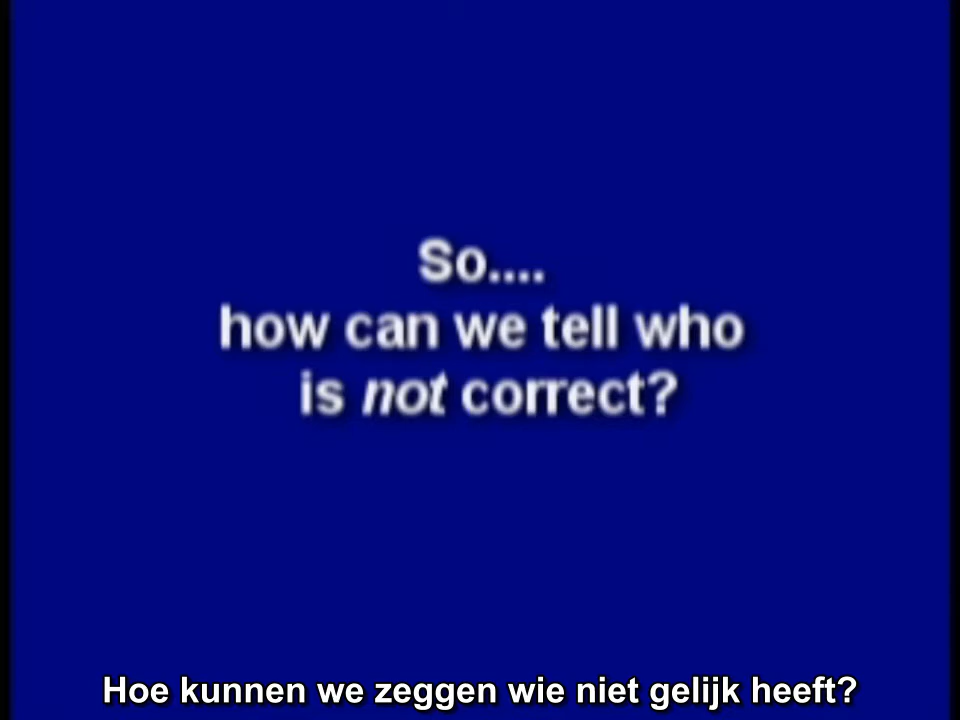 So....
how can we tell who
is not correct?
Hoe kunnen we zeggen wie niet gelijk heeft?